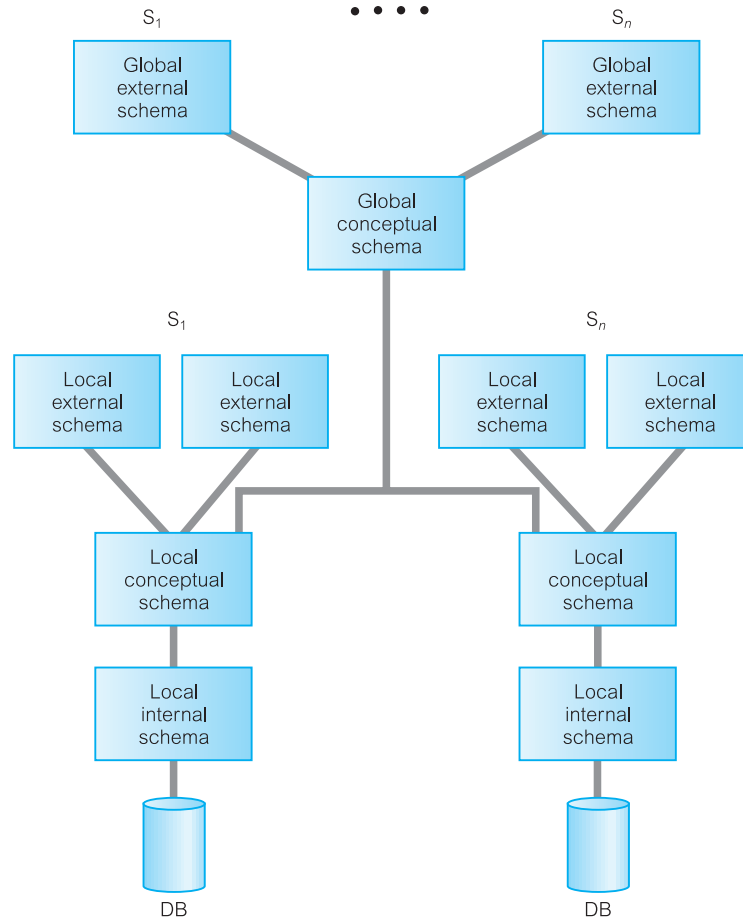 S₁
• • • •
Sₙ
Global
external
schema
Global
external
schema
Global
conceptual
schema
S₁
Sₙ
Local
external
schema
Local
external
schema
Local
external
schema
Local
external
schema
Local
conceptual
schema
Local
conceptual
schema
Local
internal
schema
Local
internal
schema
DB
DB